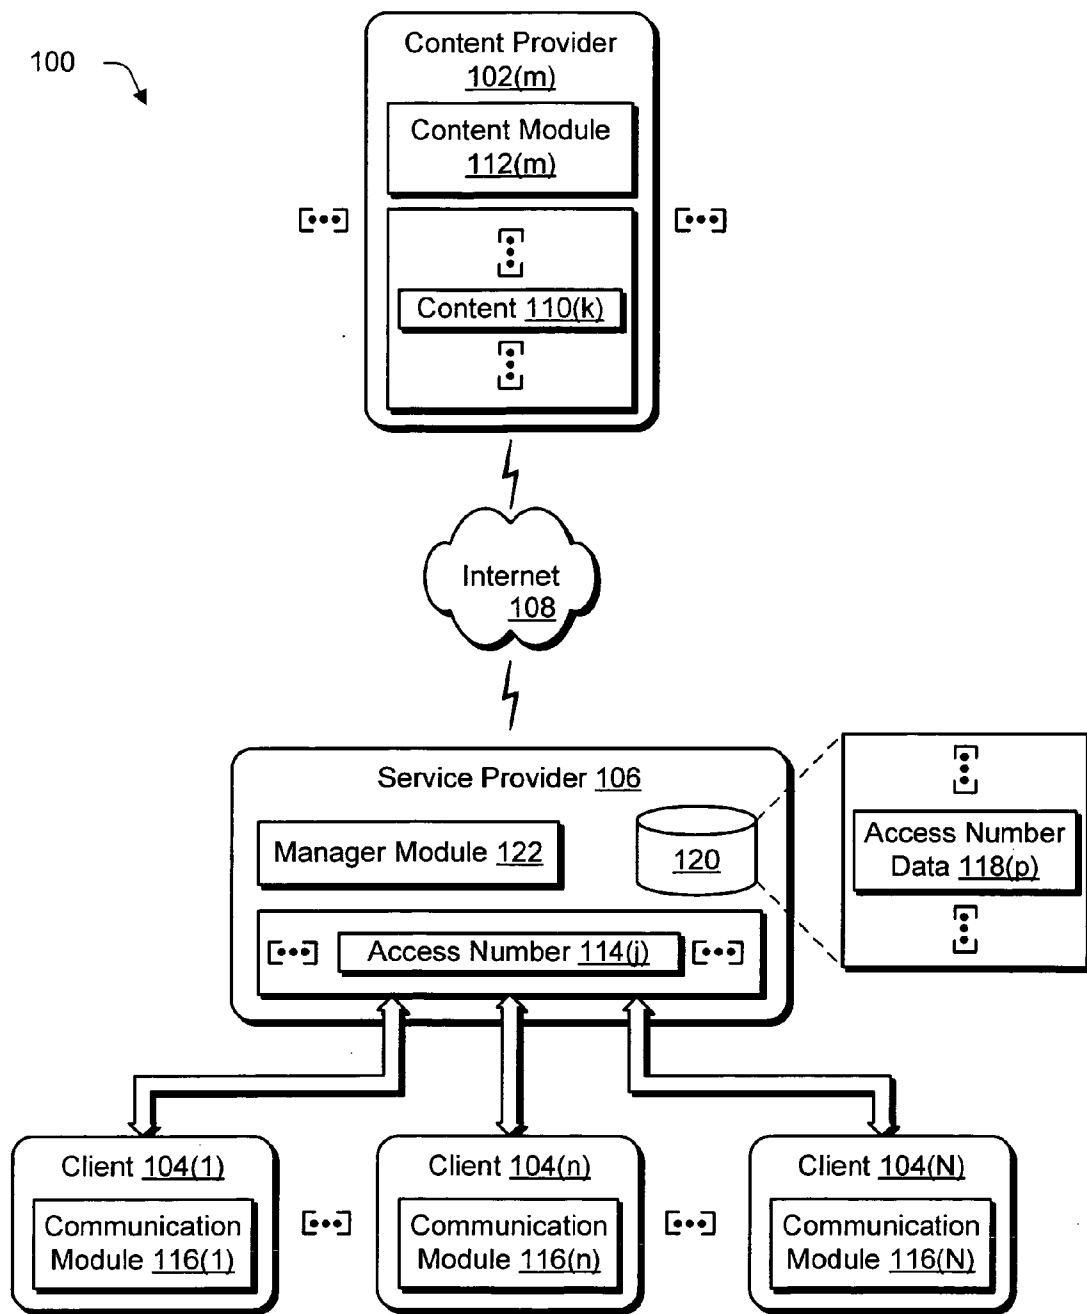 100
Content Provider
102(m)
Content Module
112(m)
Content 110(k)
Internet
108
Service Provider 106
Manager Module 122
120
Access Number
Data 118(p)
Access Number 114(j)
Client 104(1)
Communication
Module 116(1)
Client 104(n)
Communication
Module 116(n)
Client 104(N)
Communication
Module 116(N)